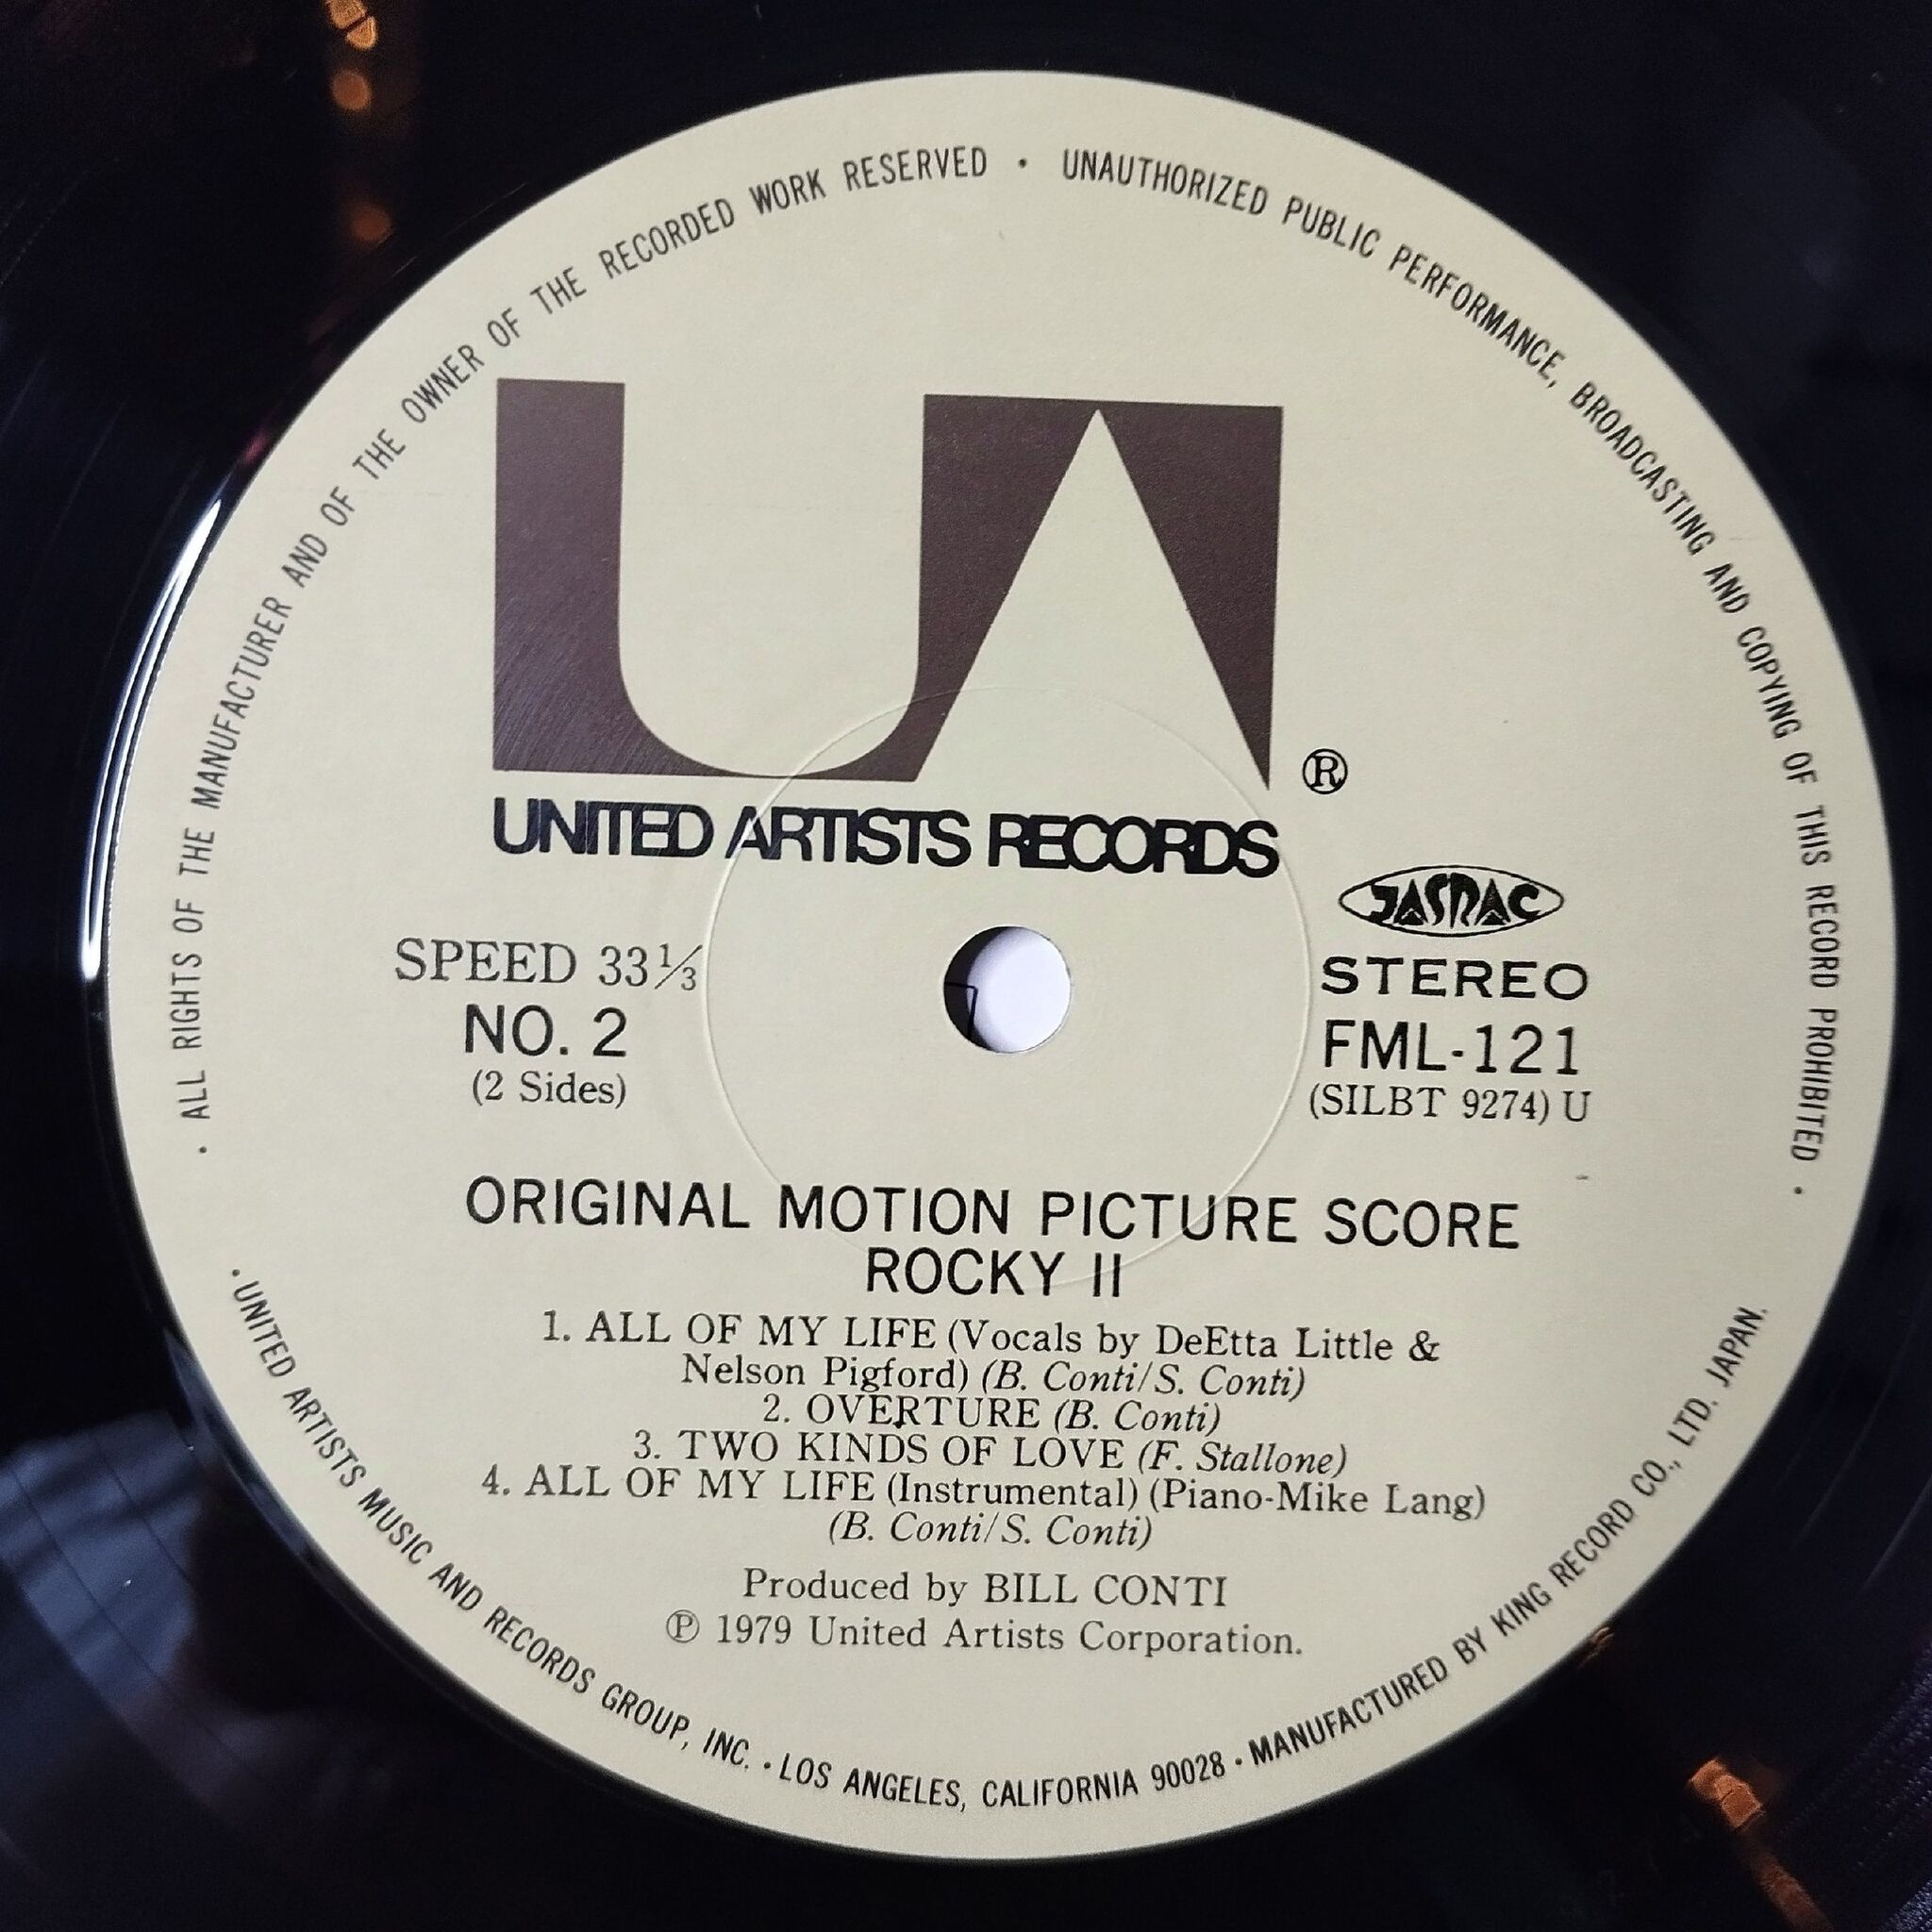 · ALL RIGHTS OF THE MANUFACTURER AND OF THE OWNER OF THE RECORDED WORK RESERVED · UNAUTHORIZED PUBLIC PERFORMANCE, BROADCASTING AND COPYING OF THIS RECORD PROHIBITED ·
UA
®
UNITED ARTISTS RECORDS
JASRAC
SPEED 33⅓
STEREO
NO. 2
FML-121
(2 Sides)
(SILBT 9274) U
ORIGINAL MOTION PICTURE SCORE
ROCKY II
1. ALL OF MY LIFE (Vocals by DeEtta Little &
Nelson Pigford) (B. Conti/S. Conti)
2. OVERTURE (B. Conti)
3. TWO KINDS OF LOVE (F. Stallone)
4. ALL OF MY LIFE (Instrumental) (Piano-Mike Lang)
(B. Conti/S. Conti)
Produced by BILL CONTI
℗ 1979 United Artists Corporation.
· UNITED ARTISTS MUSIC AND RECORDS GROUP, INC. · LOS ANGELES, CALIFORNIA 90028 · MANUFACTURED BY KING RECORD CO., LTD. JAPAN.